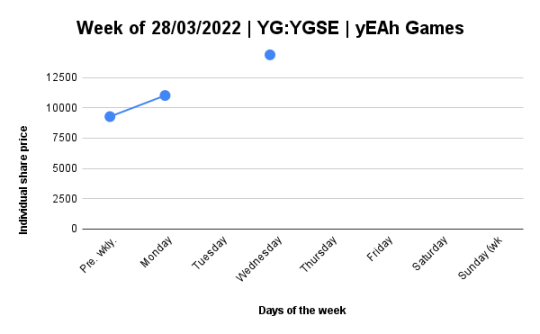 Week of 28/03/2022 | YG:YGSE | yEAh Games
Individual share price
12500
10000
7500
5000
2500
0
Pre. wkly.
Monday
Tuesday
Wednesday
Thursday
Friday
Saturday
Sunday (wk
Days of the week